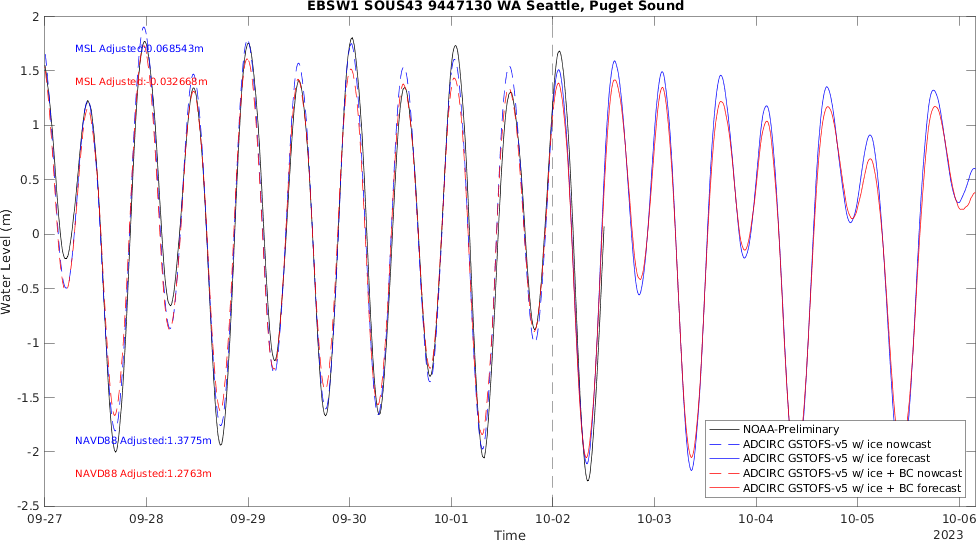 EBSW1 SOUS43 9447130 WA Seattle, Puget Sound
2
1.5
1
0.5
0
-0.5
-1
-1.5
-2
-2.5
Water Level (m)
MSL Adjusted:0.068543m
MSL Adjusted:-0.032668m
NAVD88 Adjusted:1.3775m
NAVD88 Adjusted:1.2763m
NOAA-Preliminary
ADCIRC GSTOFS-v5 w/ ice nowcast
ADCIRC GSTOFS-v5 w/ ice forecast
ADCIRC GSTOFS-v5 w/ ice + BC nowcast
ADCIRC GSTOFS-v5 w/ ice + BC forecast
09-27 09-28 09-29 09-30 10-01 10-02 10-03 10-04 10-05 10-06
Time
2023